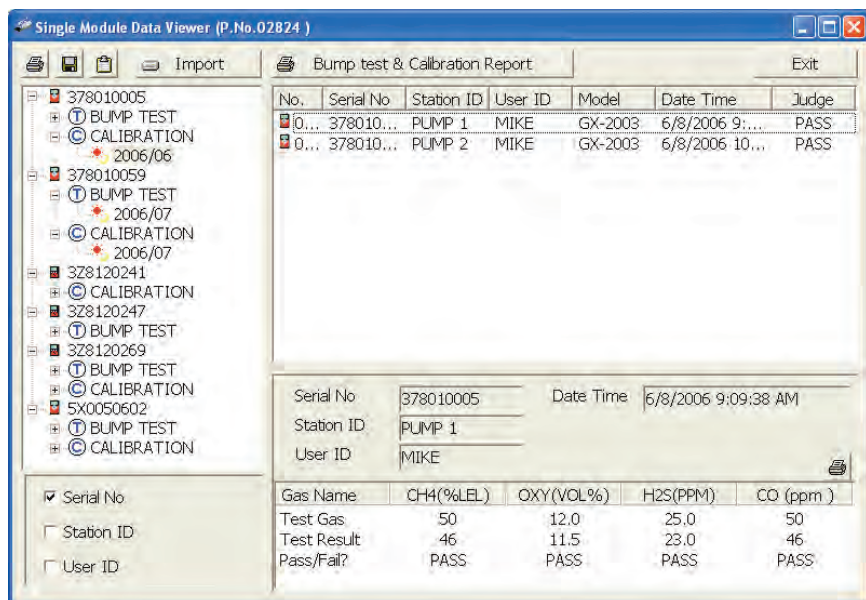 Single Module Data Viewer (P.No.02824 )
Import
Bump test & Calibration Report
Exit
378010005
T BUMP TEST
C CALIBRATION
2006/06
378010059
T BUMP TEST
2006/07
C CALIBRATION
2006/07
3Z8120241
C CALIBRATION
3Z8120247
T BUMP TEST
3Z8120269
T BUMP TEST
C CALIBRATION
5X0050602
T BUMP TEST
C CALIBRATION
Serial No
Station ID
User ID
No. Serial No Station ID User ID Model Date Time Judge
0... 378010... PUMP 1 MIKE GX-2003 6/8/2006 9:... PASS
0... 378010... PUMP 2 MIKE GX-2003 6/8/2006 10... PASS
Serial No 378010005 Date Time 6/8/2006 9:09:38 AM
Station ID PUMP 1
User ID MIKE
Gas Name CH4(%LEL) OXY(VOL%) H2S(PPM) CO (ppm )
Test Gas 50 12.0 25.0 50
Test Result 46 11.5 23.0 46
Pass/Fail? PASS PASS PASS PASS